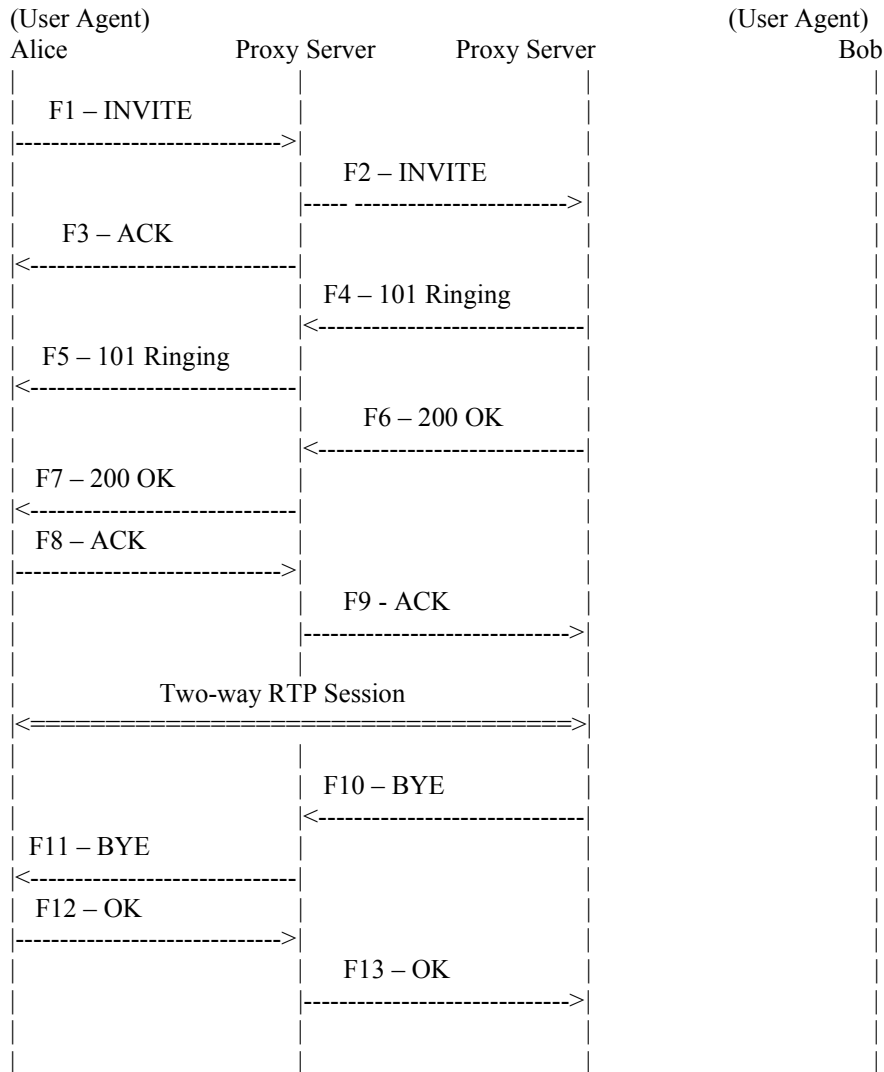 (User Agent) (User Agent)
Alice Proxy Server Proxy Server Bob
F1 – INVITE
F2 – INVITE
F3 – ACK
F4 – 101 Ringing
F5 – 101 Ringing
F6 – 200 OK
F7 – 200 OK
F8 – ACK
F9 - ACK
Two-way RTP Session
F10 – BYE
F11 – BYE
F12 – OK
F13 – OK